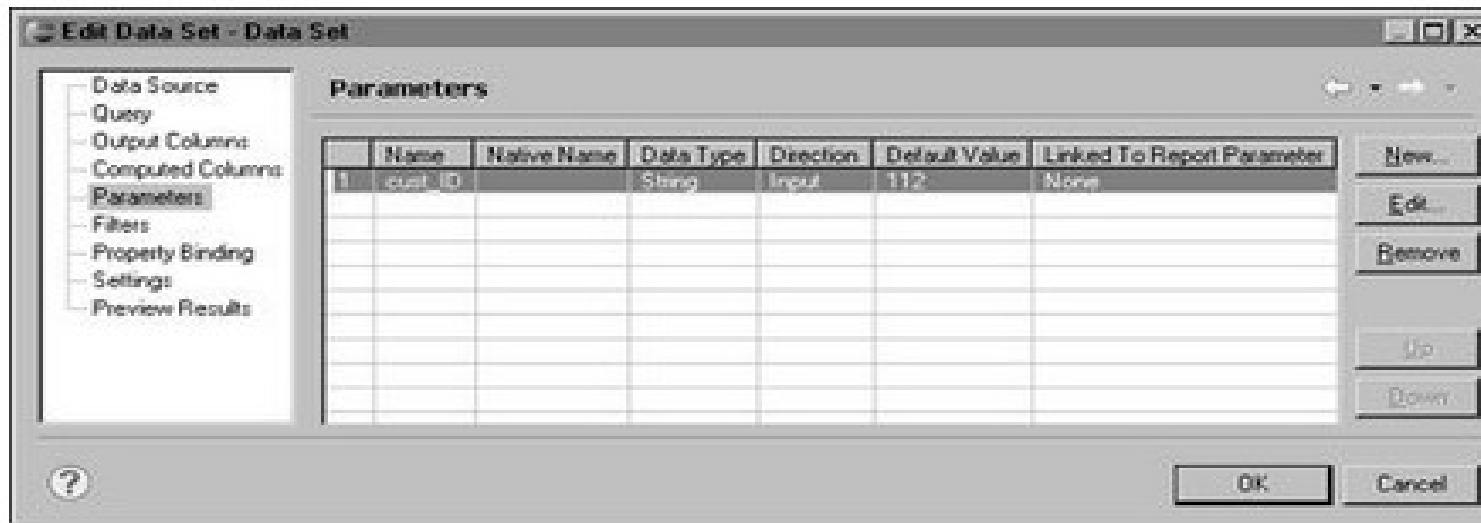 Edit Data Set - Data Set
Data Source
Query
Output Columns
Computed Columns
Parameters
Filters
Property Binding
Settings
Preview Results
Parameters
Name Native Name Data Type Direction Default Value Linked To Report Parameter
1 cust_ID String Input 112 None
New...
Edit...
Remove
Up
Down
?
OK Cancel